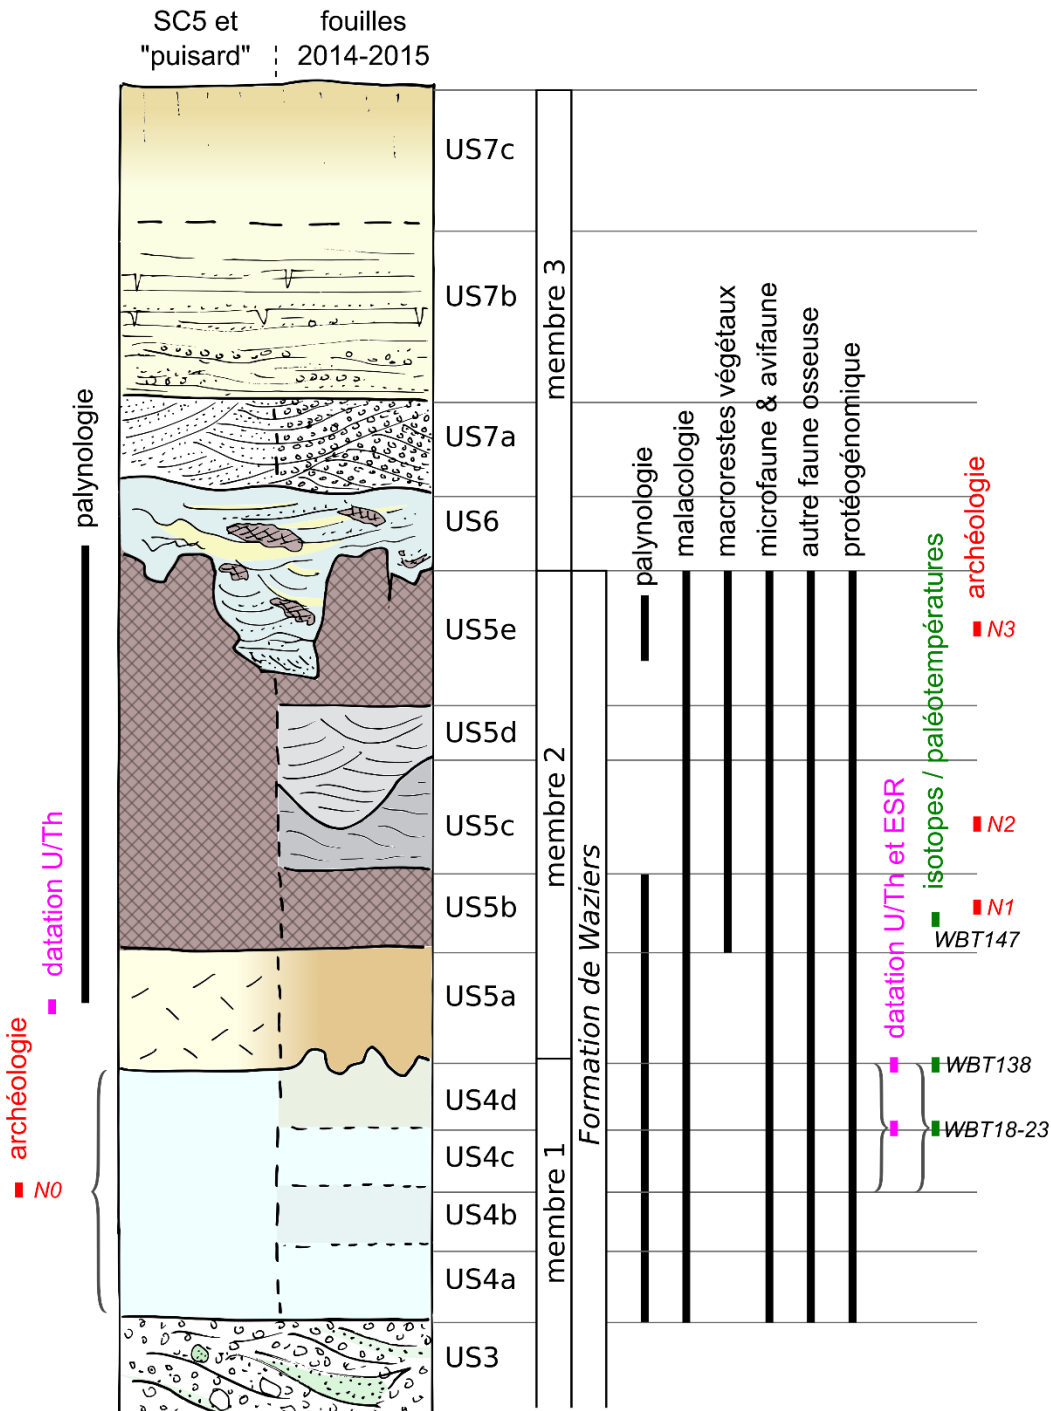 SC5 et
"puisard"
fouilles
2014-2015
US7c
US7b
US7a
US6
US5e
US5d
US5c
US5b
US5a
US4d
US4c
US4b
US4a
US3
membre 3
membre 2
membre 1
Formation de Waziers
palynologie
datation U/Th
archéologie
N0
palynologie
malacologie
macrorestes végétaux
microfaune & avifaune
autre faune osseuse
protéogénomique
datation U/Th et ESR
isotopes / paléotempératures
archéologie
N3
N2
N1
WBT147
WBT138
WBT18-23